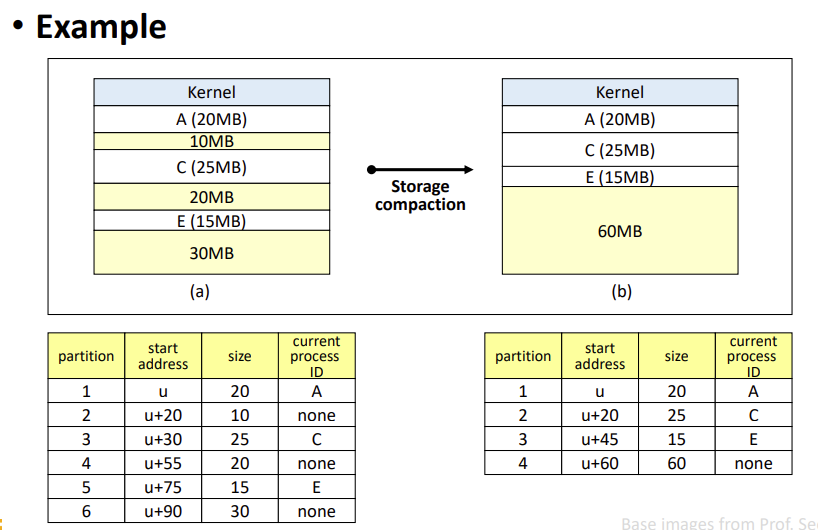 • Example
Kernel
A (20MB)
10MB
C (25MB)
20MB
E (15MB)
30MB
(a)
Storage
compaction
Kernel
A (20MB)
C (25MB)
E (15MB)
60MB
(b)
partition start address size current process ID
1 u 20 A
2 u+20 10 none
3 u+30 25 C
4 u+55 20 none
5 u+75 15 E
6 u+90 30 none
partition start address size current process ID
1 u 20 A
2 u+20 25 C
3 u+45 15 E
4 u+60 60 none
Base images from Prof.